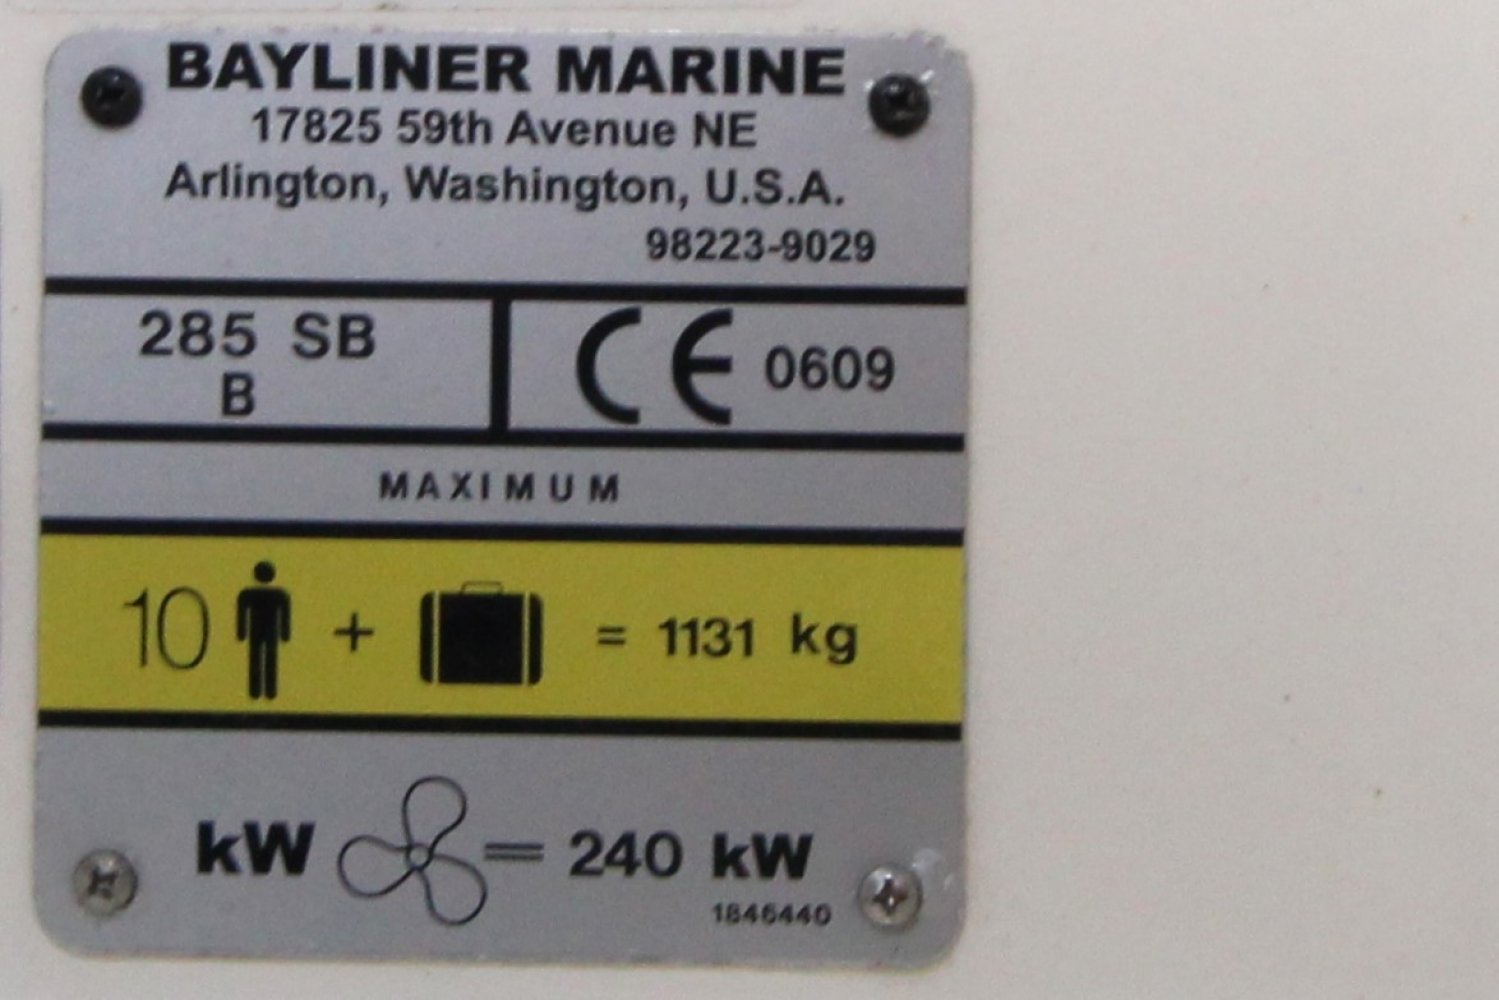 BAYLINER MARINE
17825 59th Avenue NE
Arlington, Washington, U.S.A.
98223-9029
285 SB
B
CE 0609
MAXIMUM
10 + = 1131 kg
kW = 240 kW
1846440